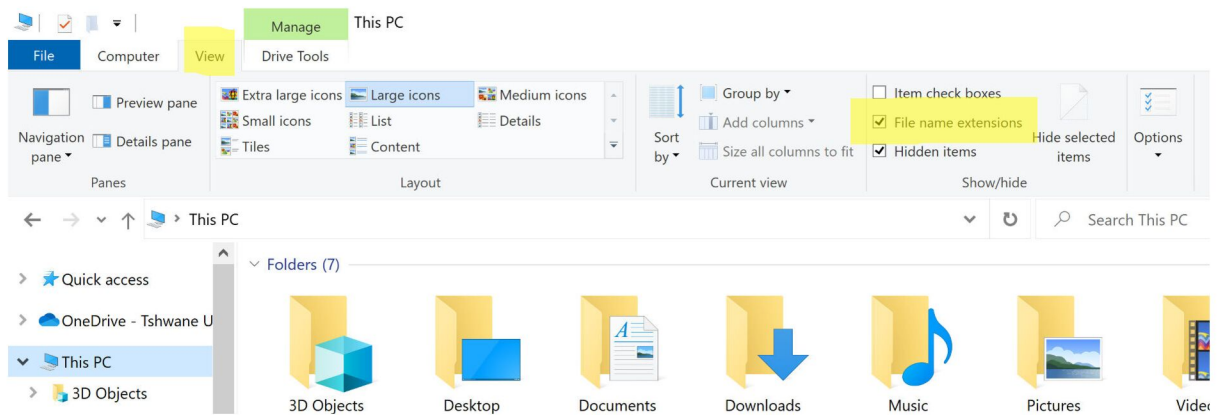 Manage This PC
File Computer View Drive Tools
Preview pane
Navigation pane
Details pane
Panes
Extra large icons Large icons Medium icons
Small icons List Details
Tiles Content
Layout
Sort by
Group by
Add columns
Size all columns to fit
Current view
Item check boxes
File name extensions
Hidden items
Hide selected items
Show/hide
Options
This PC
Search This PC
Quick access
OneDrive - Tshwane U
This PC
3D Objects
Folders (7)
3D Objects Desktop Documents Downloads Music Pictures Videc